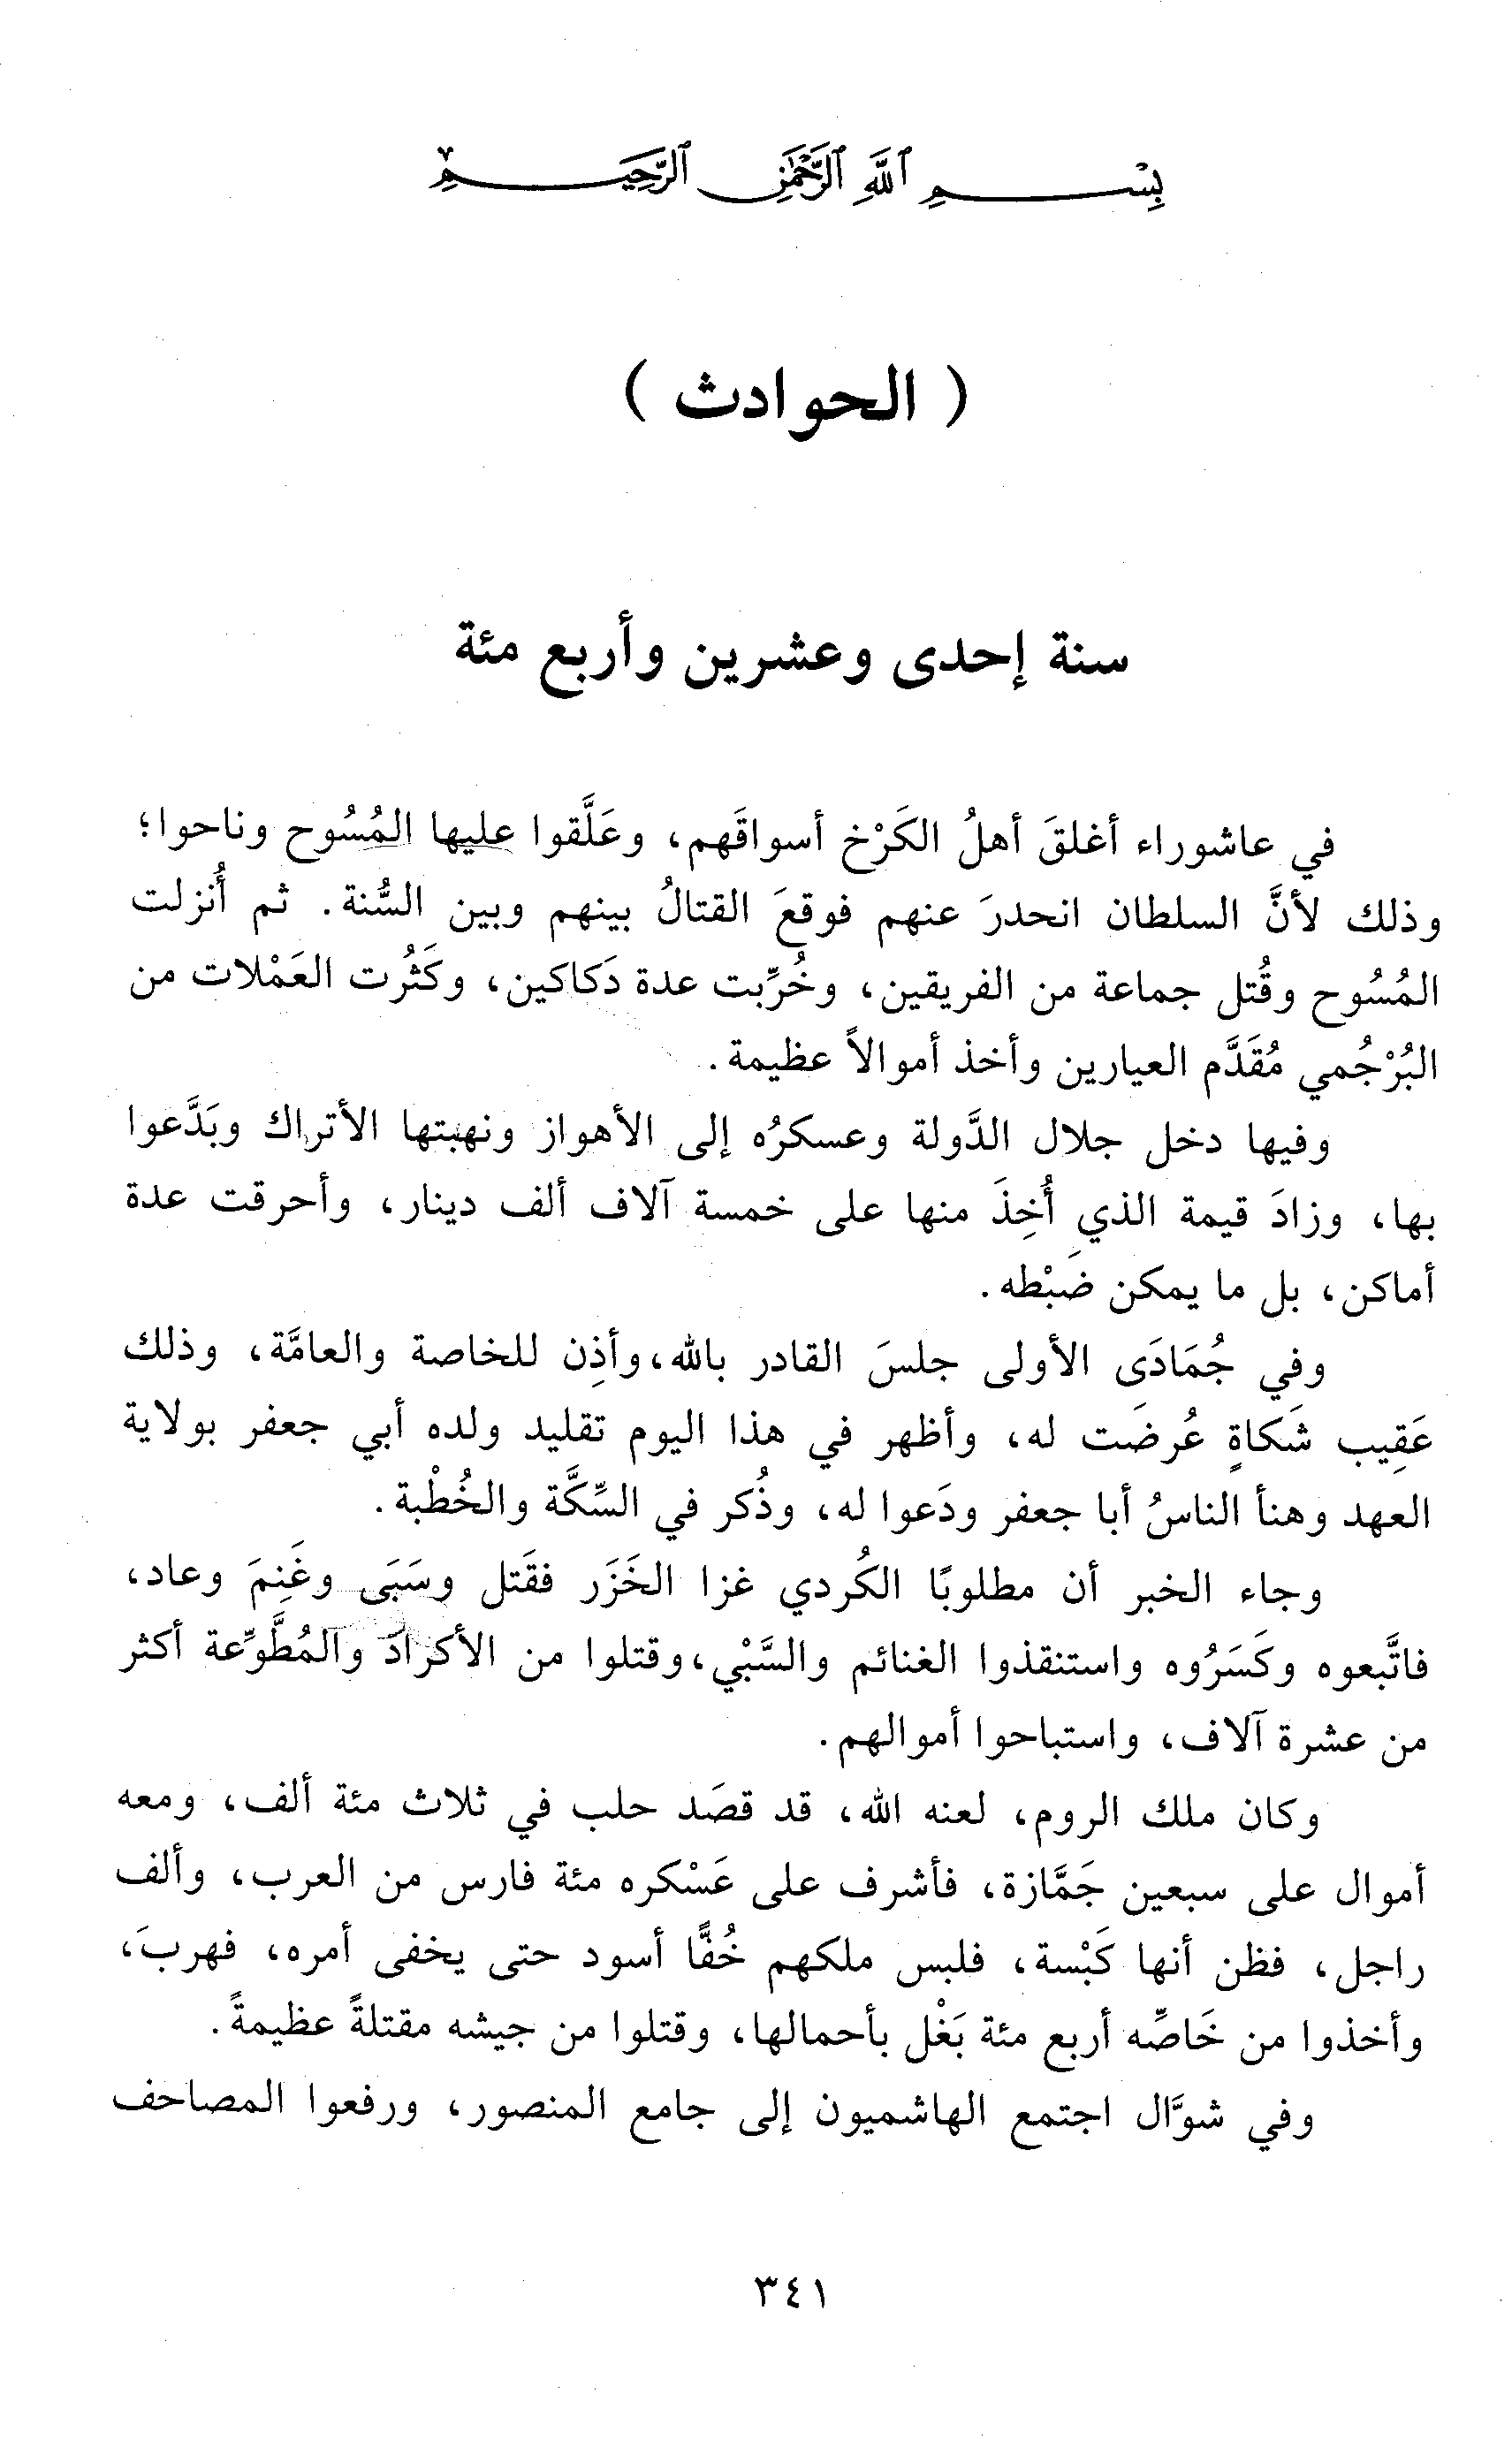 بِسْمِ ٱللَّهِ ٱلرَّحْمَٰنِ ٱلرَّحِيمِ
( الحوادث )
سنة إحدى وعشرين وأربع مئة
في عاشوراء أغلقَ أهلُ الكَرْخ أسواقَهم، وعَلَّقوا عليها المُسُوح وناحوا؛
وذلك لأنَّ السلطان انحدرَ عنهم فوقعَ القتالُ بينهم وبين السُّنة. ثم أُنزلت
المُسُوح وقُتل جماعة من الفريقين، وخُرِّبت عدة دَكاكين، وكَثُرت العَمْلات من
البُرْجُمي مُقَدَّم العيارين وأخذ أموالاً عظيمة.
وفيها دخل جلال الدَّولة وعسكرُه إلى الأهواز ونهبتها الأتراك وبَدَّعوا
بها، وزادَ قيمة الذي أُخِذَ منها على خمسة آلاف ألف دينار، وأحرقت عدة
أماكن، بل ما يمكن ضَبْطه.
وفي جُمَادَى الأولى جلسَ القادر بالله، وأذِن للخاصة والعامَّة، وذلك
عَقِيب شَكاةٍ عُرضَت له، وأظهر في هذا اليوم تقليد ولده أبي جعفر بولاية
العهد وهنأ الناسُ أبا جعفر ودَعوا له، وذُكر في السِّكَّة والخُطْبة.
وجاء الخبر أن مطلوبًا الكُردي غزا الخَزَر فقَتل وسَبَى وغَنِمَ وعاد،
فاتَّبعوه وكَسَرُوه واستنقذوا الغنائم والسَّبْي، وقتلوا من الأكراد والمُطَّوِّعة أكثر
من عشرة آلاف، واستباحوا أموالهم.
وكان ملك الروم، لعنه الله، قد قصَد حلب في ثلاث مئة ألف، ومعه
أموال على سبعين جَمَّازة، فأشرف على عَسْكره مئة فارس من العرب، وألف
راجل، فظن أنها كَبْسة، فلبس ملكهم خُفًّا أسود حتى يخفى أمره، فهربَ،
وأخذوا من خَاصِّه أربع مئة بَغْل بأحمالها، وقتلوا من جيشه مقتلةً عظيمةً.
وفي شوَّال اجتمع الهاشميون إلى جامع المنصور، ورفعوا المصاحف
٣٤١